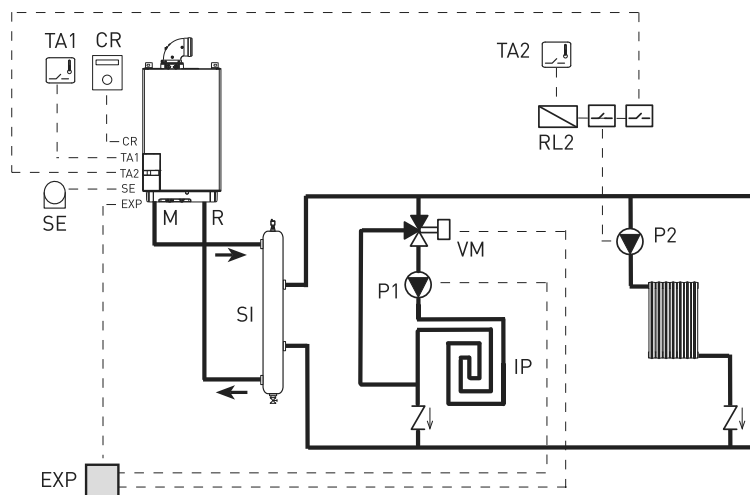 TA1 CR
TA2
RL2
CR
TA1
TA2
SE
EXP
SE
M R
VM
P2
P1
SI
IP
EXP